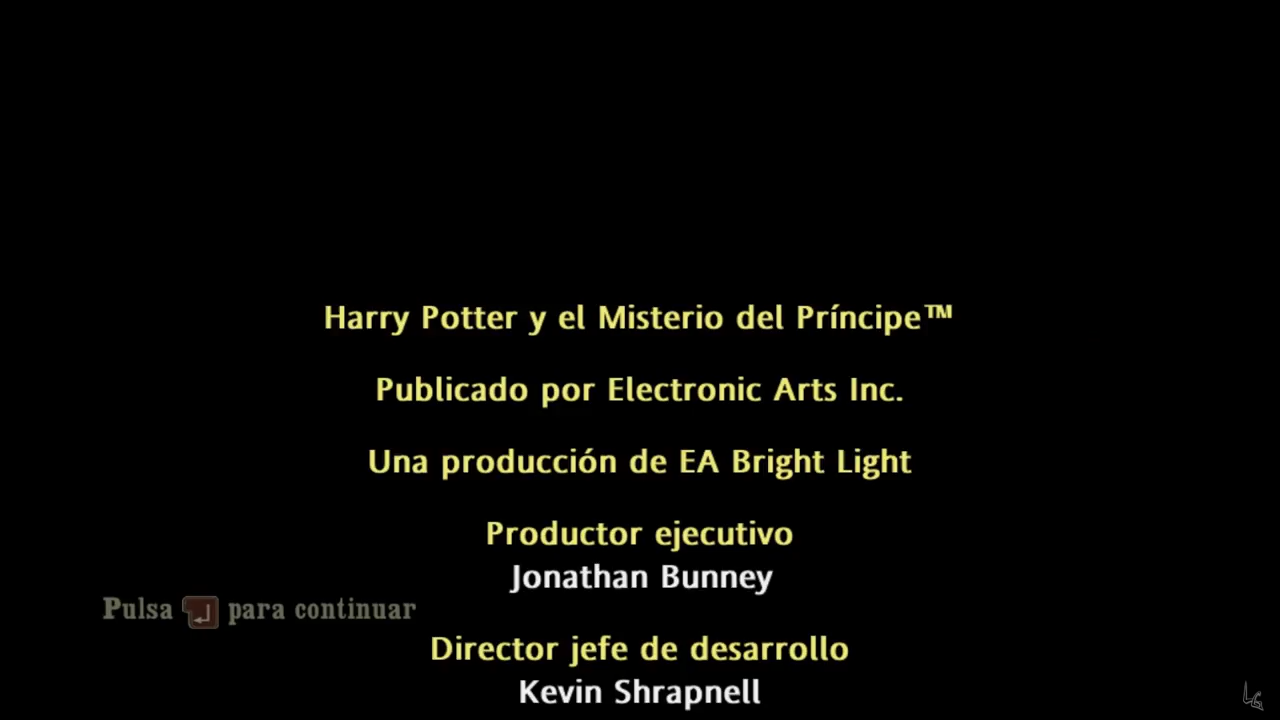 Harry Potter y el Misterio del Príncipe™
Publicado por Electronic Arts Inc.
Una producción de EA Bright Light
Productor ejecutivo
Jonathan Bunney
Pulsa para continuar
Director jefe de desarrollo
Kevin Shrapnell
LG